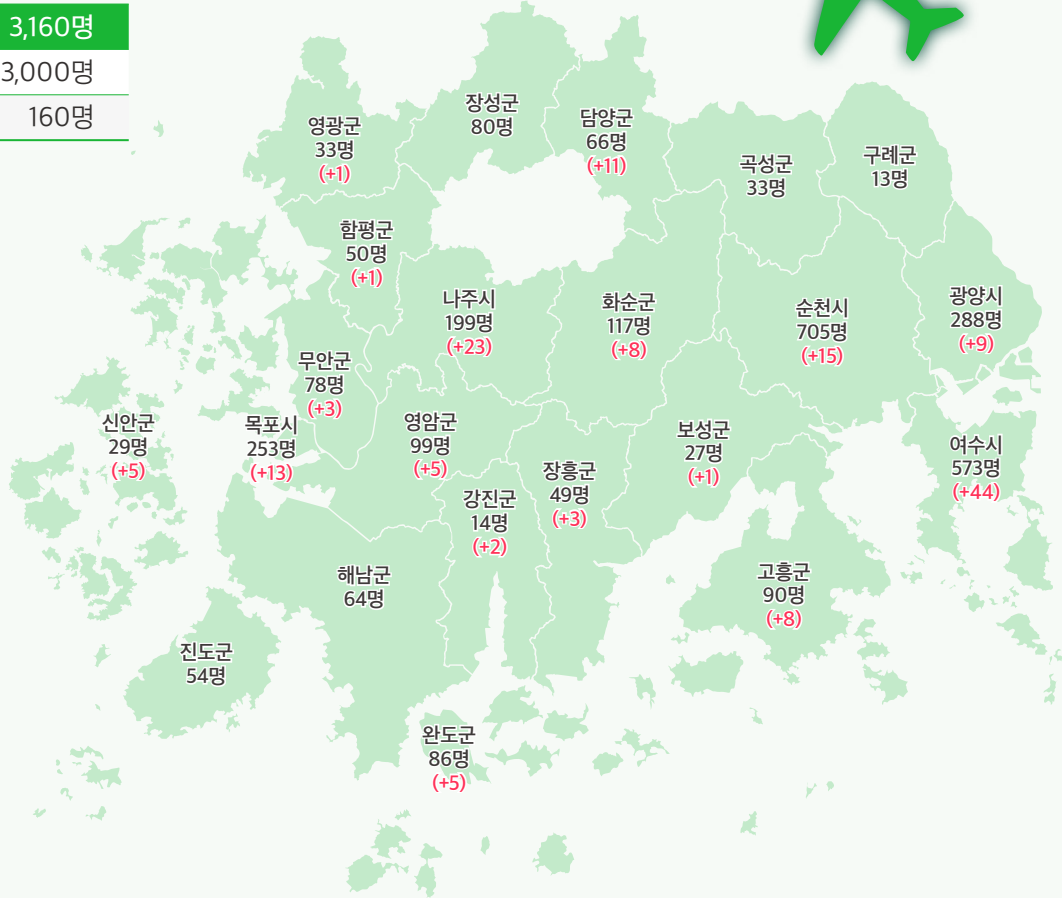 3,160명
3,000명
160명
장성군
80명
영광군
33명
(+1)
담양군
66명
(+11)
곡성군
33명
구례군
13명
함평군
50명
(+1)
나주시
199명
(+23)
화순군
117명
(+8)
순천시
705명
(+15)
광양시
288명
(+9)
무안군
78명
(+3)
신안군
29명
(+5)
목포시
253명
(+13)
영암군
99명
(+5)
장흥군
49명
(+3)
보성군
27명
(+1)
여수시
573명
(+44)
강진군
14명
(+2)
해남군
64명
고흥군
90명
(+8)
진도군
54명
완도군
86명
(+5)